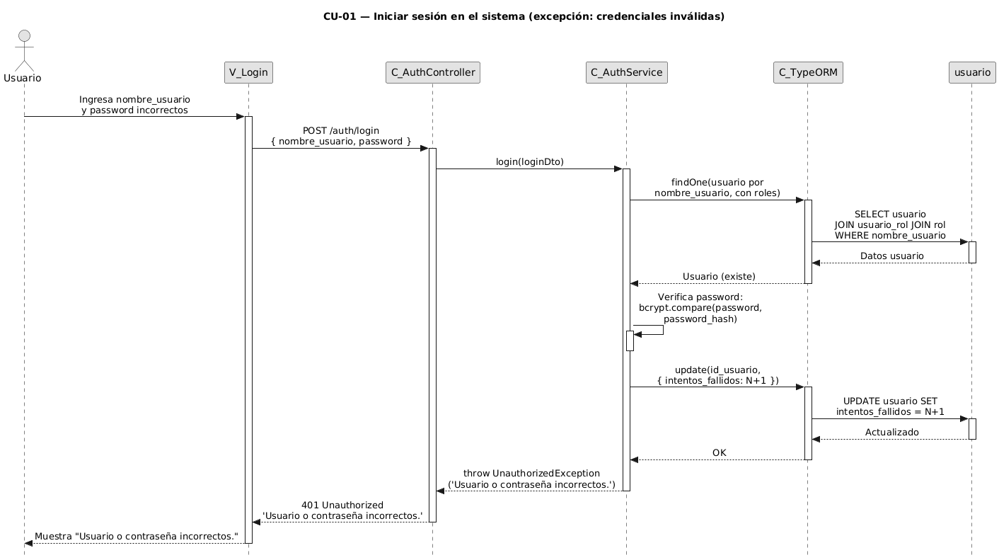 CU-01 — Iniciar sesión en el sistema (excepción: credenciales inválidas)
Usuario
V_Login
C_AuthController
C_AuthService
C_TypeORM
usuario
Ingresa nombre_usuario
y password incorrectos
POST /auth/login
{ nombre_usuario, password }
login(loginDto)
findOne(usuario por
nombre_usuario, con roles)
SELECT usuario
JOIN usuario_rol JOIN rol
WHERE nombre_usuario
Datos usuario
Usuario (existe)
Verifica password:
bcrypt.compare(password,
password_hash)
update(id_usuario,
{ intentos_fallidos: N+1 })
UPDATE usuario SET
intentos_fallidos = N+1
Actualizado
OK
throw UnauthorizedException
('Usuario o contraseña incorrectos.')
401 Unauthorized
'Usuario o contraseña incorrectos.'
Muestra "Usuario o contraseña incorrectos."